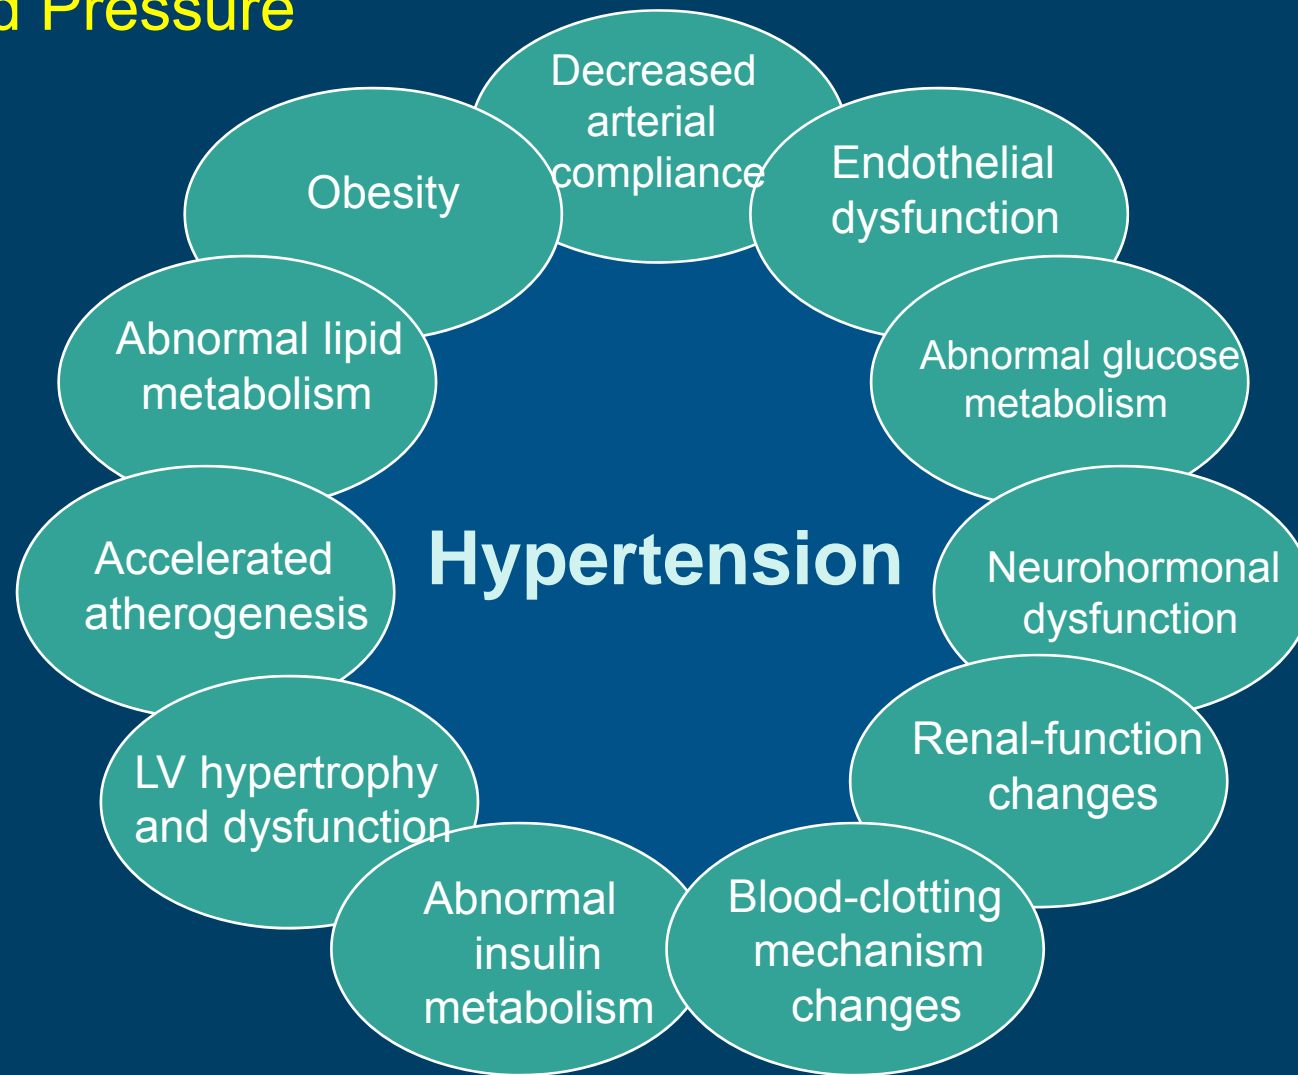 d Pressure
Decreased
arterial
compliance
Endothelial
dysfunction
Obesity
Abnormal lipid
metabolism
Abnormal glucose
metabolism
Accelerated
atherogenesis
Hypertension
Neurohormonal
dysfunction
LV hypertrophy
and dysfunction
Renal-function
changes
Abnormal
insulin
metabolism
Blood-clotting
mechanism
changes